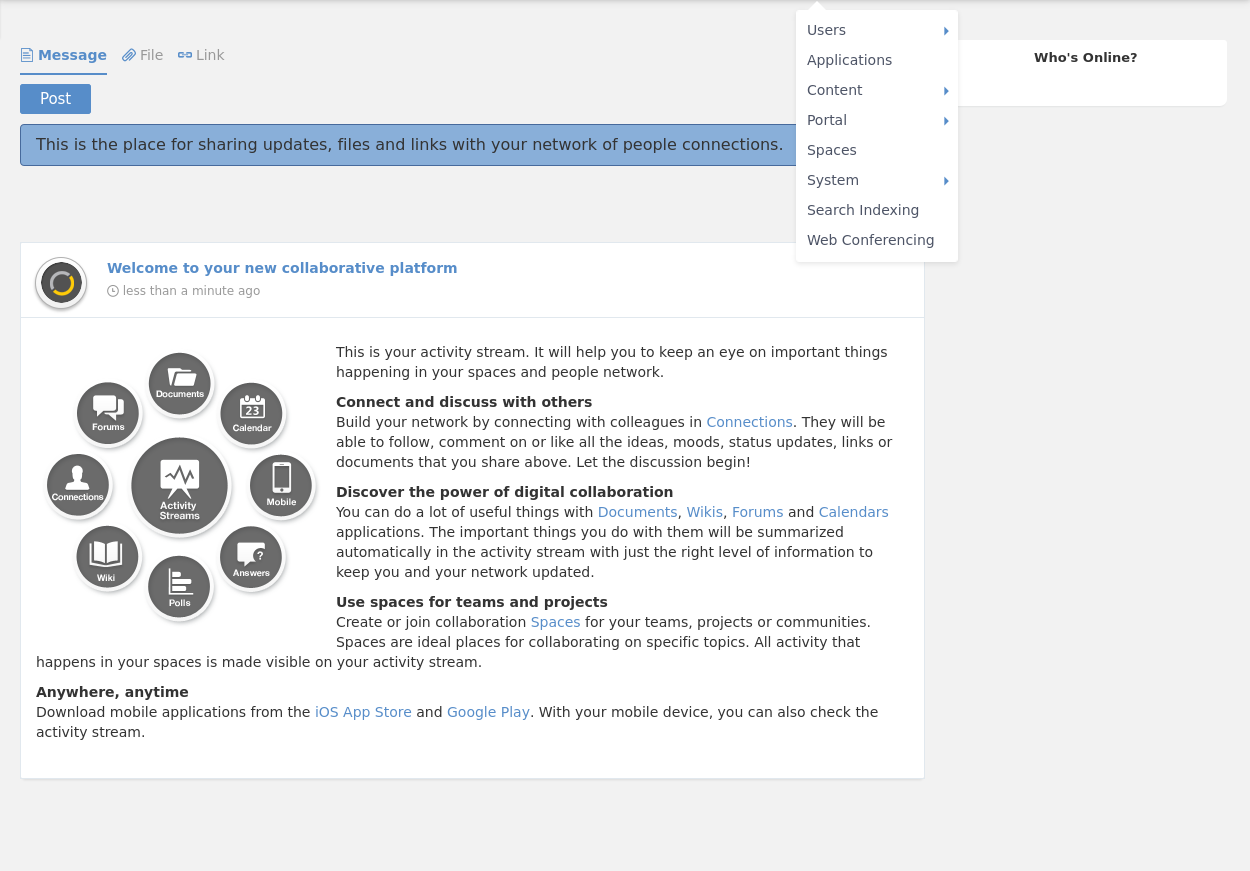 Message File Link
Post
This is the place for sharing updates, files and links with your network of people connections.
Users
Applications
Content
Portal
Spaces
System
Search Indexing
Web Conferencing
Who's Online?
Welcome to your new collaborative platform
less than a minute ago
Documents
Forums
23
Calendar
Connections
Activity
Streams
Mobile
Wiki
?
Answers
Polls
This is your activity stream. It will help you to keep an eye on important things
happening in your spaces and people network.
Connect and discuss with others
Build your network by connecting with colleagues in Connections. They will be
able to follow, comment on or like all the ideas, moods, status updates, links or
documents that you share above. Let the discussion begin!
Discover the power of digital collaboration
You can do a lot of useful things with Documents, Wikis, Forums and Calendars
applications. The important things you do with them will be summarized
automatically in the activity stream with just the right level of information to
keep you and your network updated.
Use spaces for teams and projects
Create or join collaboration Spaces for your teams, projects or communities.
Spaces are ideal places for collaborating on specific topics. All activity that
happens in your spaces is made visible on your activity stream.
Anywhere, anytime
Download mobile applications from the iOS App Store and Google Play. With your mobile device, you can also check the
activity stream.